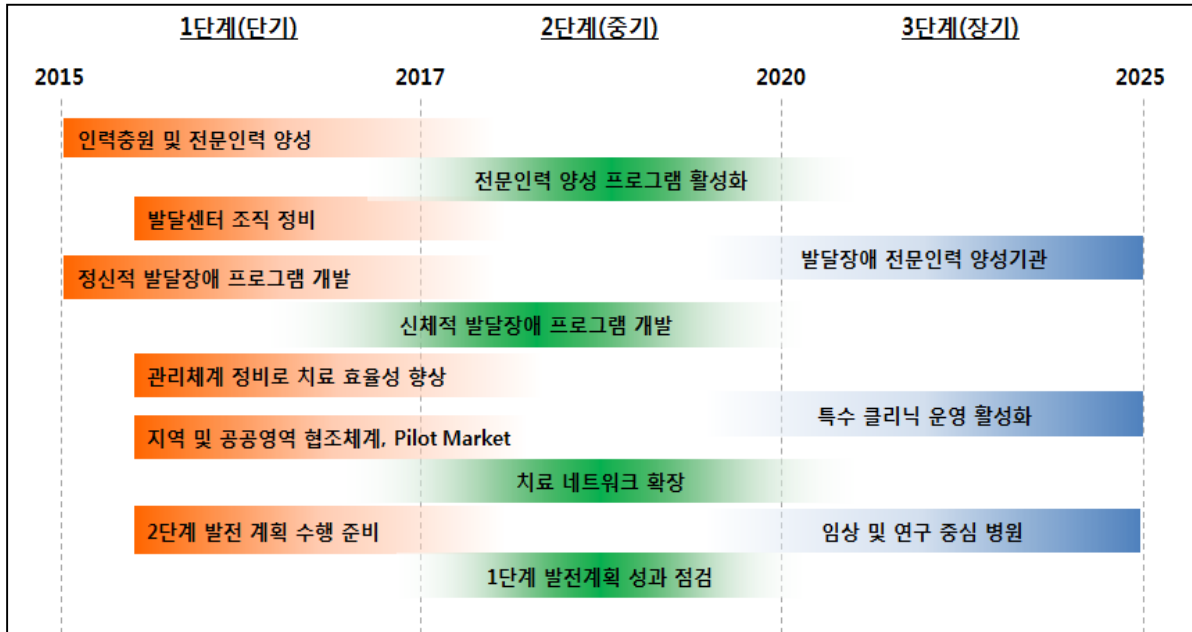 1단계(단기) 2단계(중기) 3단계(장기)
2015 2017 2020 2025
인력충원 및 전문인력 양성
전문인력 양성 프로그램 활성화
발달센터 조직 정비
발달장애 전문인력 양성기관
정신적 발달장애 프로그램 개발
신체적 발달장애 프로그램 개발
관리체계 정비로 치료 효율성 향상
특수 클리닉 운영 활성화
지역 및 공공영역 협조체계, Pilot Market
치료 네트워크 확장
2단계 발전 계획 수행 준비
임상 및 연구 중심 병원
1단계 발전계획 성과 점검